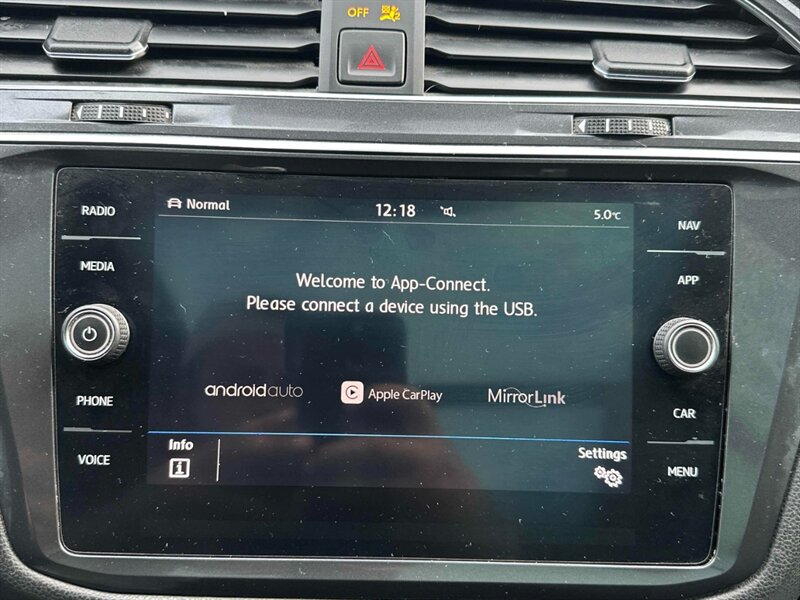 OFF
Normal
12:18
5.0°C
RADIO
MEDIA
PHONE
VOICE
Welcome to App-Connect.
Please connect a device using the USB.
androidauto
Apple CarPlay
MirrorLink
Info
Settings
NAV
APP
CAR
MENU